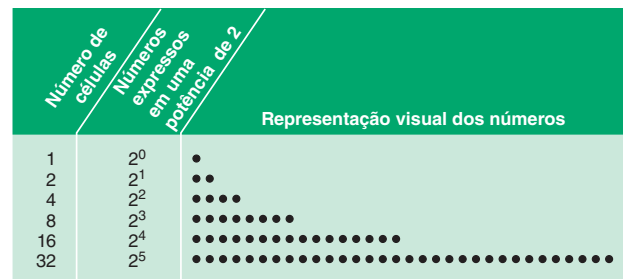 Número de
células
Números
expressos
em uma
potência de 2
Representação visual dos números
1 2⁰
2 2¹
4 2²
8 2³
16 2⁴
32 2⁵